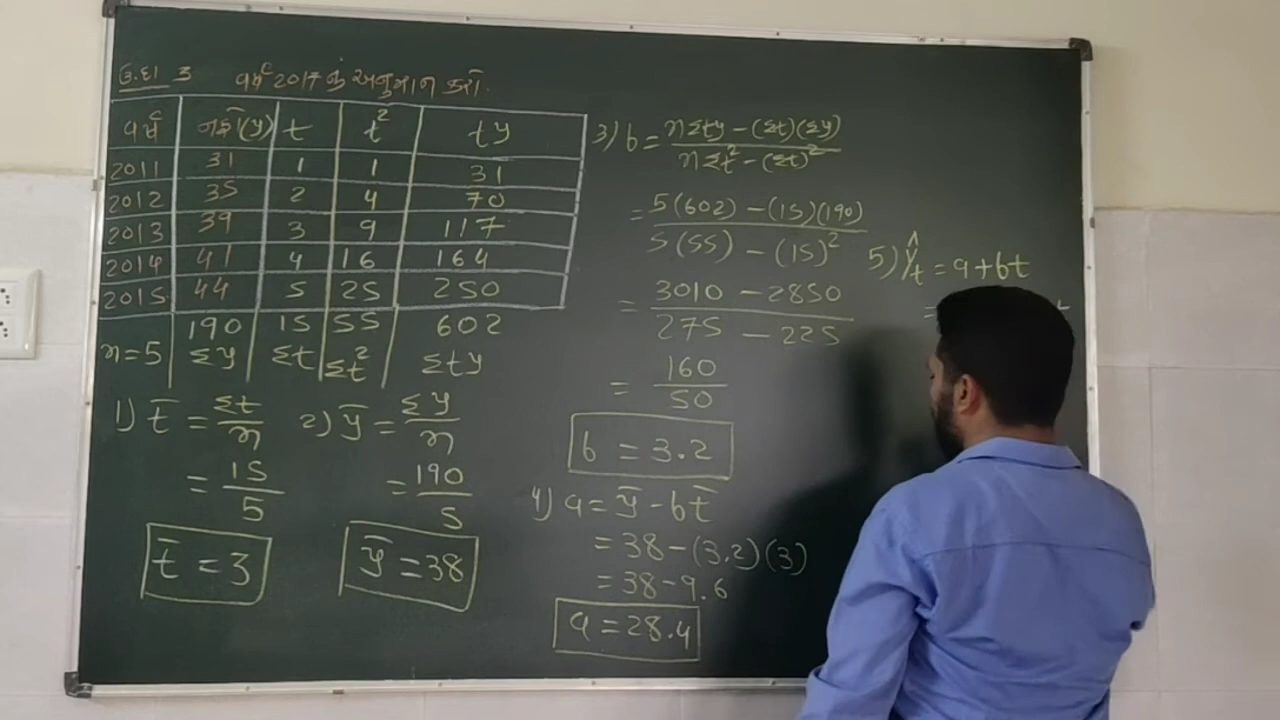 ઉ.દા 3 વર્ષ 2017 નું અનુમાન કરો.
વર્ષ નફો (y) t t² ty
2011 31 1 1 31
2012 35 2 4 70
2013 39 3 9 117
2014 41 4 16 164
2015 44 5 25 250
190 15 55 602
n=5 Σy Σt Σt² Σty
1) t̄ = Σt/n
= 15/5
t̄ = 3
2) ȳ = Σy/n
= 190/5
ȳ = 38
3) b = nΣty - (Σt)(Σy) / nΣt² - (Σt)²
= 5(602) - (15)(190) / 5(55) - (15)²
= 3010 - 2850 / 275 - 225
= 160/50
b = 3.2
4) a = ȳ - bt̄
= 38 - (3.2)(3)
= 38 - 9.6
a = 28.4
5) ŷt = a + bt
=